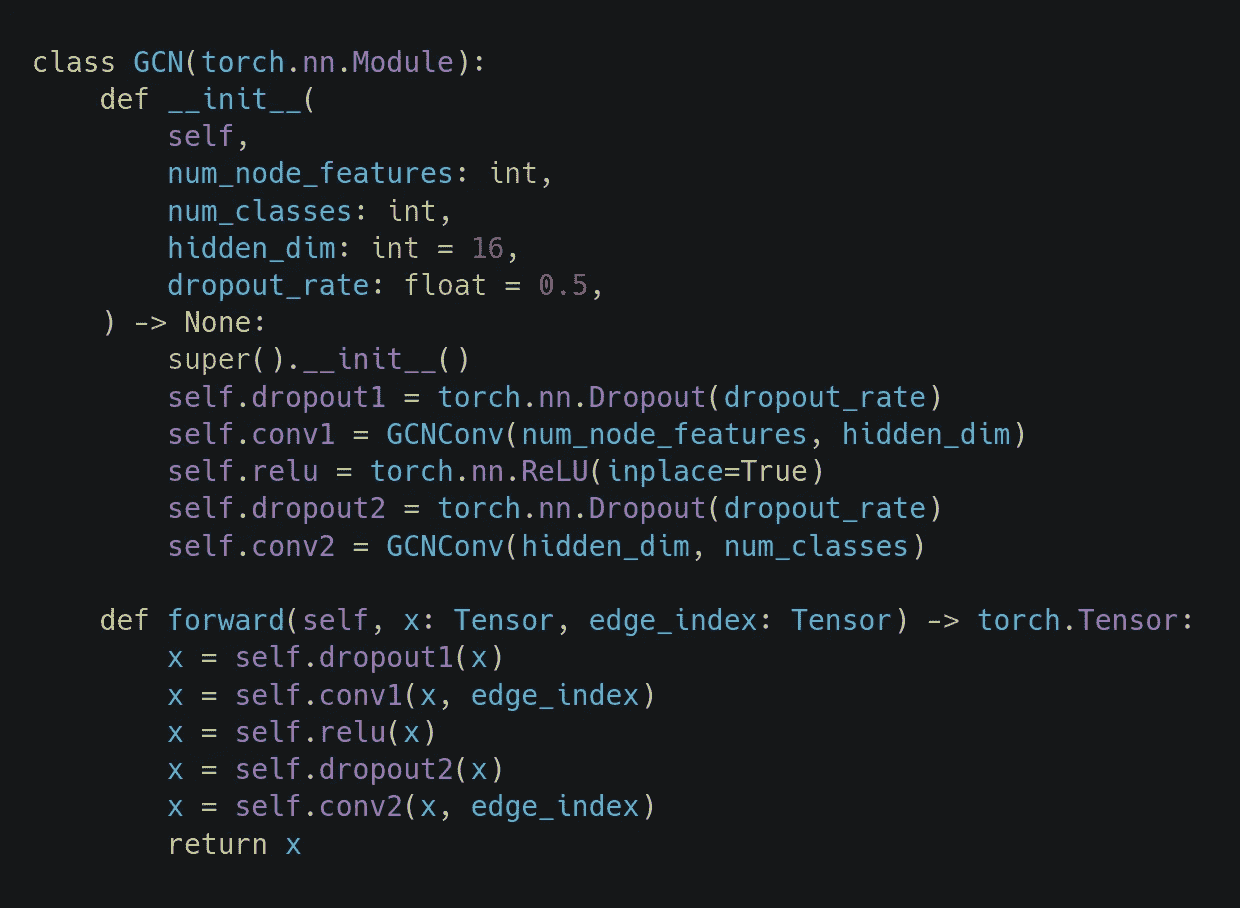 class GCN(torch.nn.Module):
    def __init__(
        self,
        num_node_features: int,
        num_classes: int,
        hidden_dim: int = 16,
        dropout_rate: float = 0.5,
    ) -> None:
        super().__init__()
        self.dropout1 = torch.nn.Dropout(dropout_rate)
        self.conv1 = GCNConv(num_node_features, hidden_dim)
        self.relu = torch.nn.ReLU(inplace=True)
        self.dropout2 = torch.nn.Dropout(dropout_rate)
        self.conv2 = GCNConv(hidden_dim, num_classes)

    def forward(self, x: Tensor, edge_index: Tensor) -> torch.Tensor:
        x = self.dropout1(x)
        x = self.conv1(x, edge_index)
        x = self.relu(x)
        x = self.dropout2(x)
        x = self.conv2(x, edge_index)
        return x